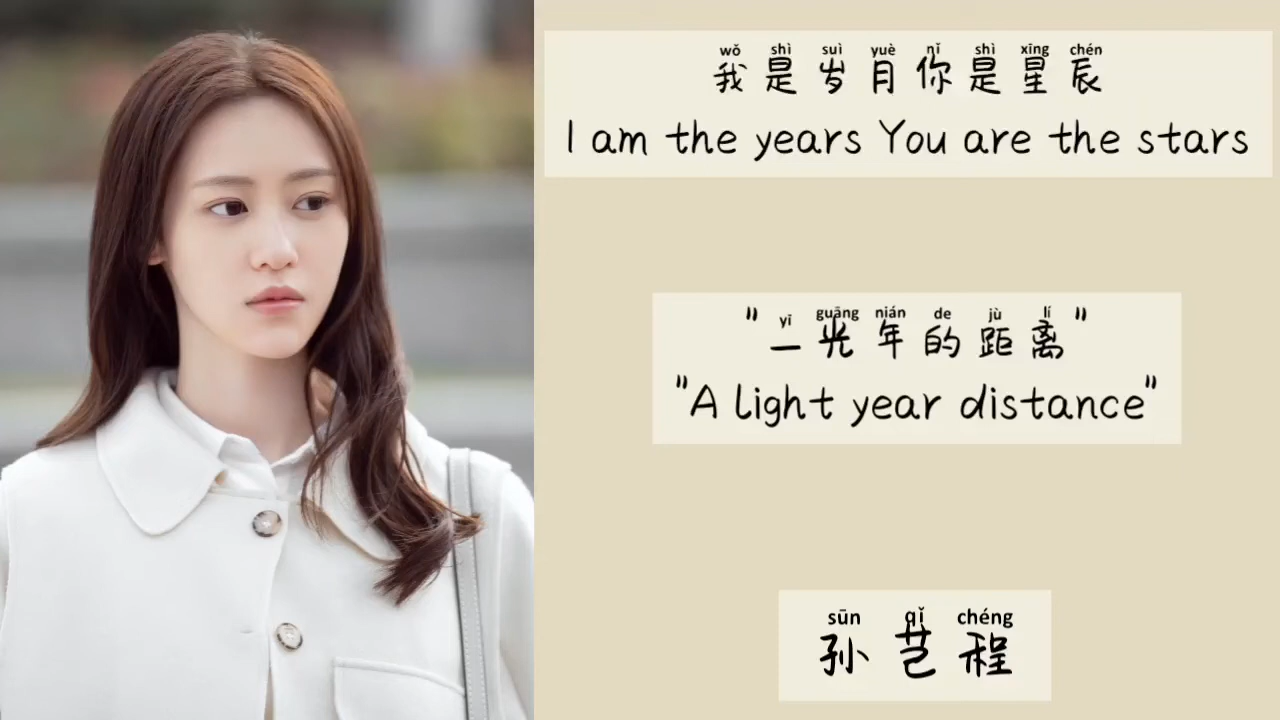 wǒ shì suì yuè nǐ shì xīng chén
我是岁月你是星辰
I am the years You are the stars
yī guāng nián de jù lí
"一光年的距离"
"A light year distance"
sūn qǐ chéng
孙芑程